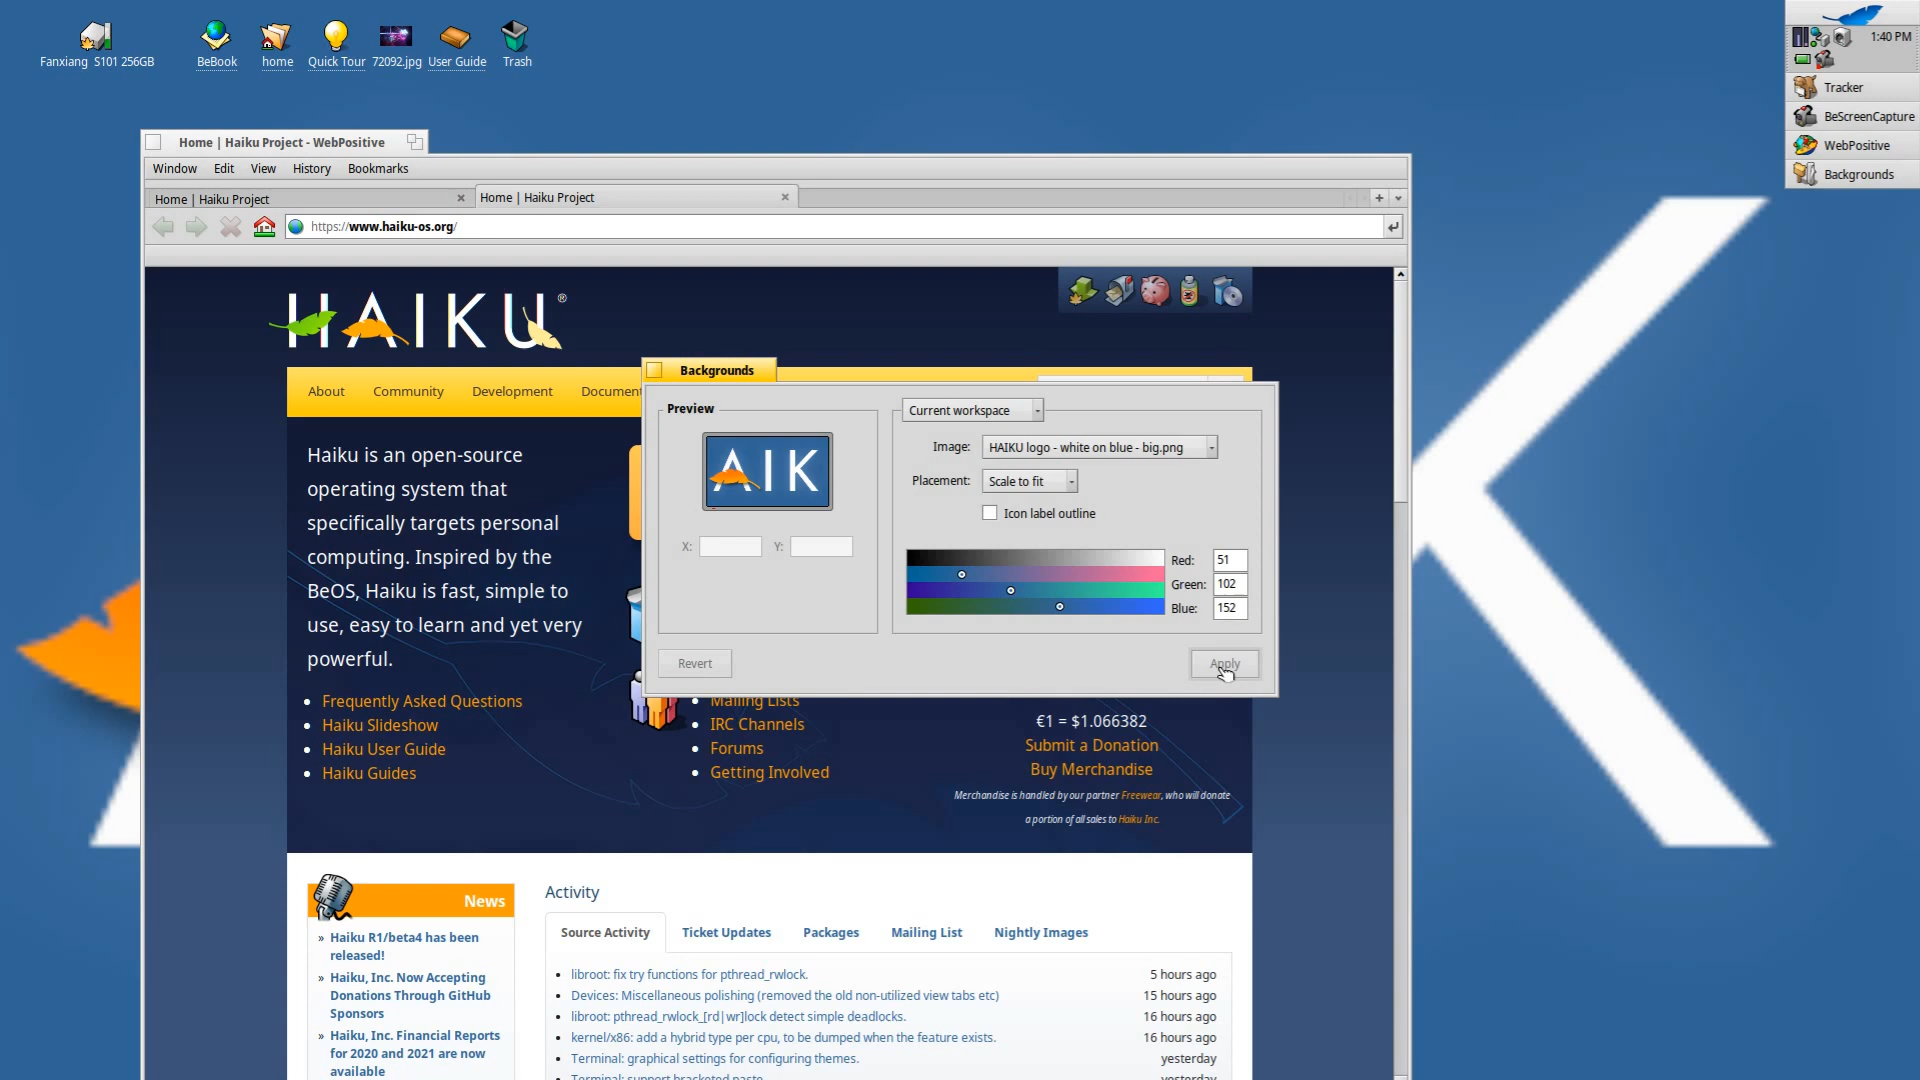 Fanxiang S101 256GB
BeBook
home
Quick Tour
72092.jpg
User Guide
Trash
1:40 PM
Tracker
BeScreenCapture
WebPositive
Backgrounds
Home | Haiku Project - WebPositive
Window Edit View History Bookmarks
Home | Haiku Project
Home | Haiku Project
https://www.haiku-os.org/
HAIKU®
About Community Development Document
Haiku is an open-source
operating system that
specifically targets personal
computing. Inspired by the
BeOS, Haiku is fast, simple to
use, easy to learn and yet very
powerful.
Frequently Asked Questions
Haiku Slideshow
Haiku User Guide
Haiku Guides
Backgrounds
Preview
AIK
X:
Y:
Current workspace
Image: HAIKU logo - white on blue - big.png
Placement: Scale to fit
Icon label outline
Red: 51
Green: 102
Blue: 152
Revert
Apply
Mailing Lists
IRC Channels
Forums
Getting Involved
€1 = $1.066382
Submit a Donation
Buy Merchandise
Merchandise is handled by our partner Freewear, who will donate
a portion of all sales to Haiku Inc.
News
» Haiku R1/beta4 has been
released!
» Haiku, Inc. Now Accepting
Donations Through GitHub
Sponsors
» Haiku, Inc. Financial Reports
for 2020 and 2021 are now
available
Activity
Source Activity Ticket Updates Packages Mailing List Nightly Images
libroot: fix try functions for pthread_rwlock. 5 hours ago
Devices: Miscellaneous polishing (removed the old non-utilized view tabs etc) 15 hours ago
libroot: pthread_rwlock_[rd|wr]lock detect simple deadlocks. 16 hours ago
kernel/x86: add a hybrid type per cpu, to be dumped when the feature exists. 16 hours ago
Terminal: graphical settings for configuring themes. yesterday
Terminal: support bracketed paste. yesterday